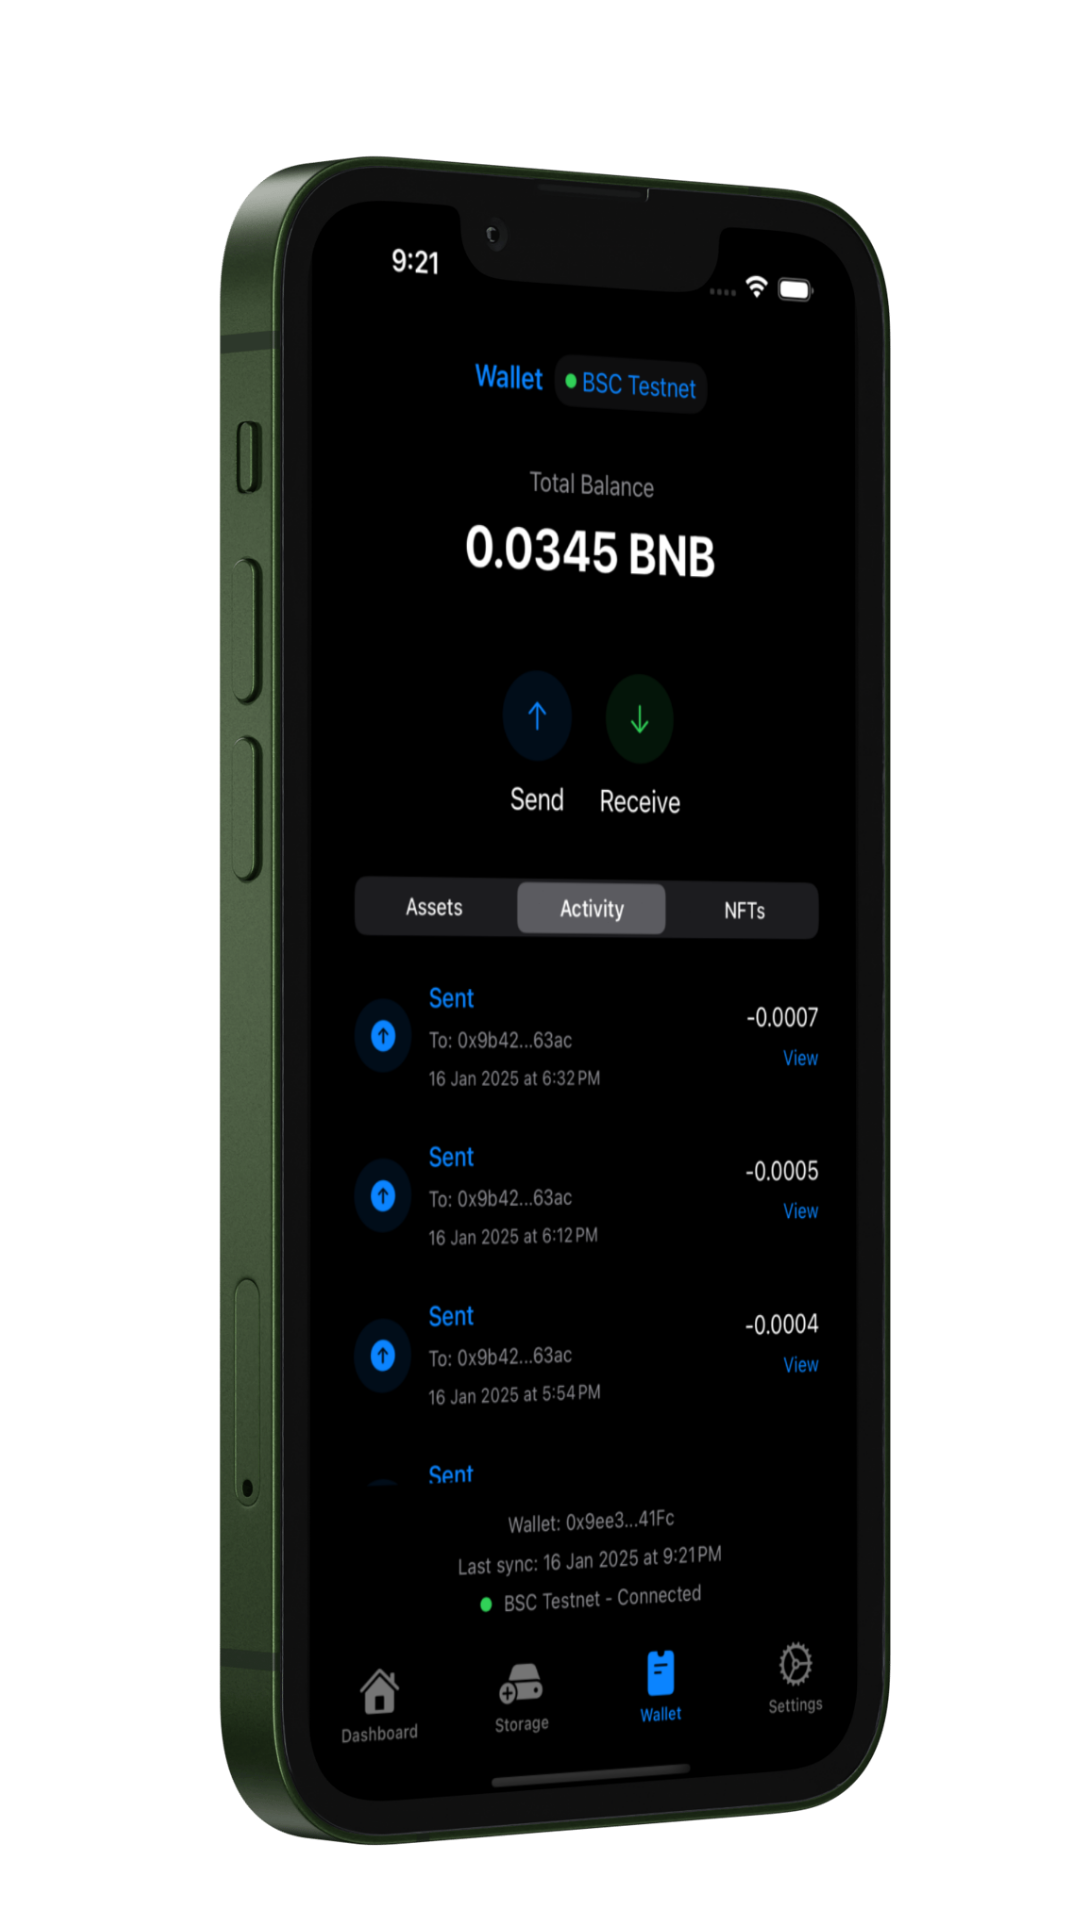 9:21
Wallet
BSC Testnet
Total Balance
0.0345 BNB
Send
Receive
Assets
Activity
NFTs
Sent
-0.0007
To: 0x9b42...63ac
View
16 Jan 2025 at 6:32 PM
Sent
-0.0005
To: 0x9b42...63ac
View
16 Jan 2025 at 6:12 PM
Sent
-0.0004
To: 0x9b42...63ac
View
16 Jan 2025 at 5:54 PM
Sent
Wallet: 0x9ee3...41Fc
Last sync: 16 Jan 2025 at 9:21 PM
BSC Testnet - Connected
Dashboard
Storage
Wallet
Settings